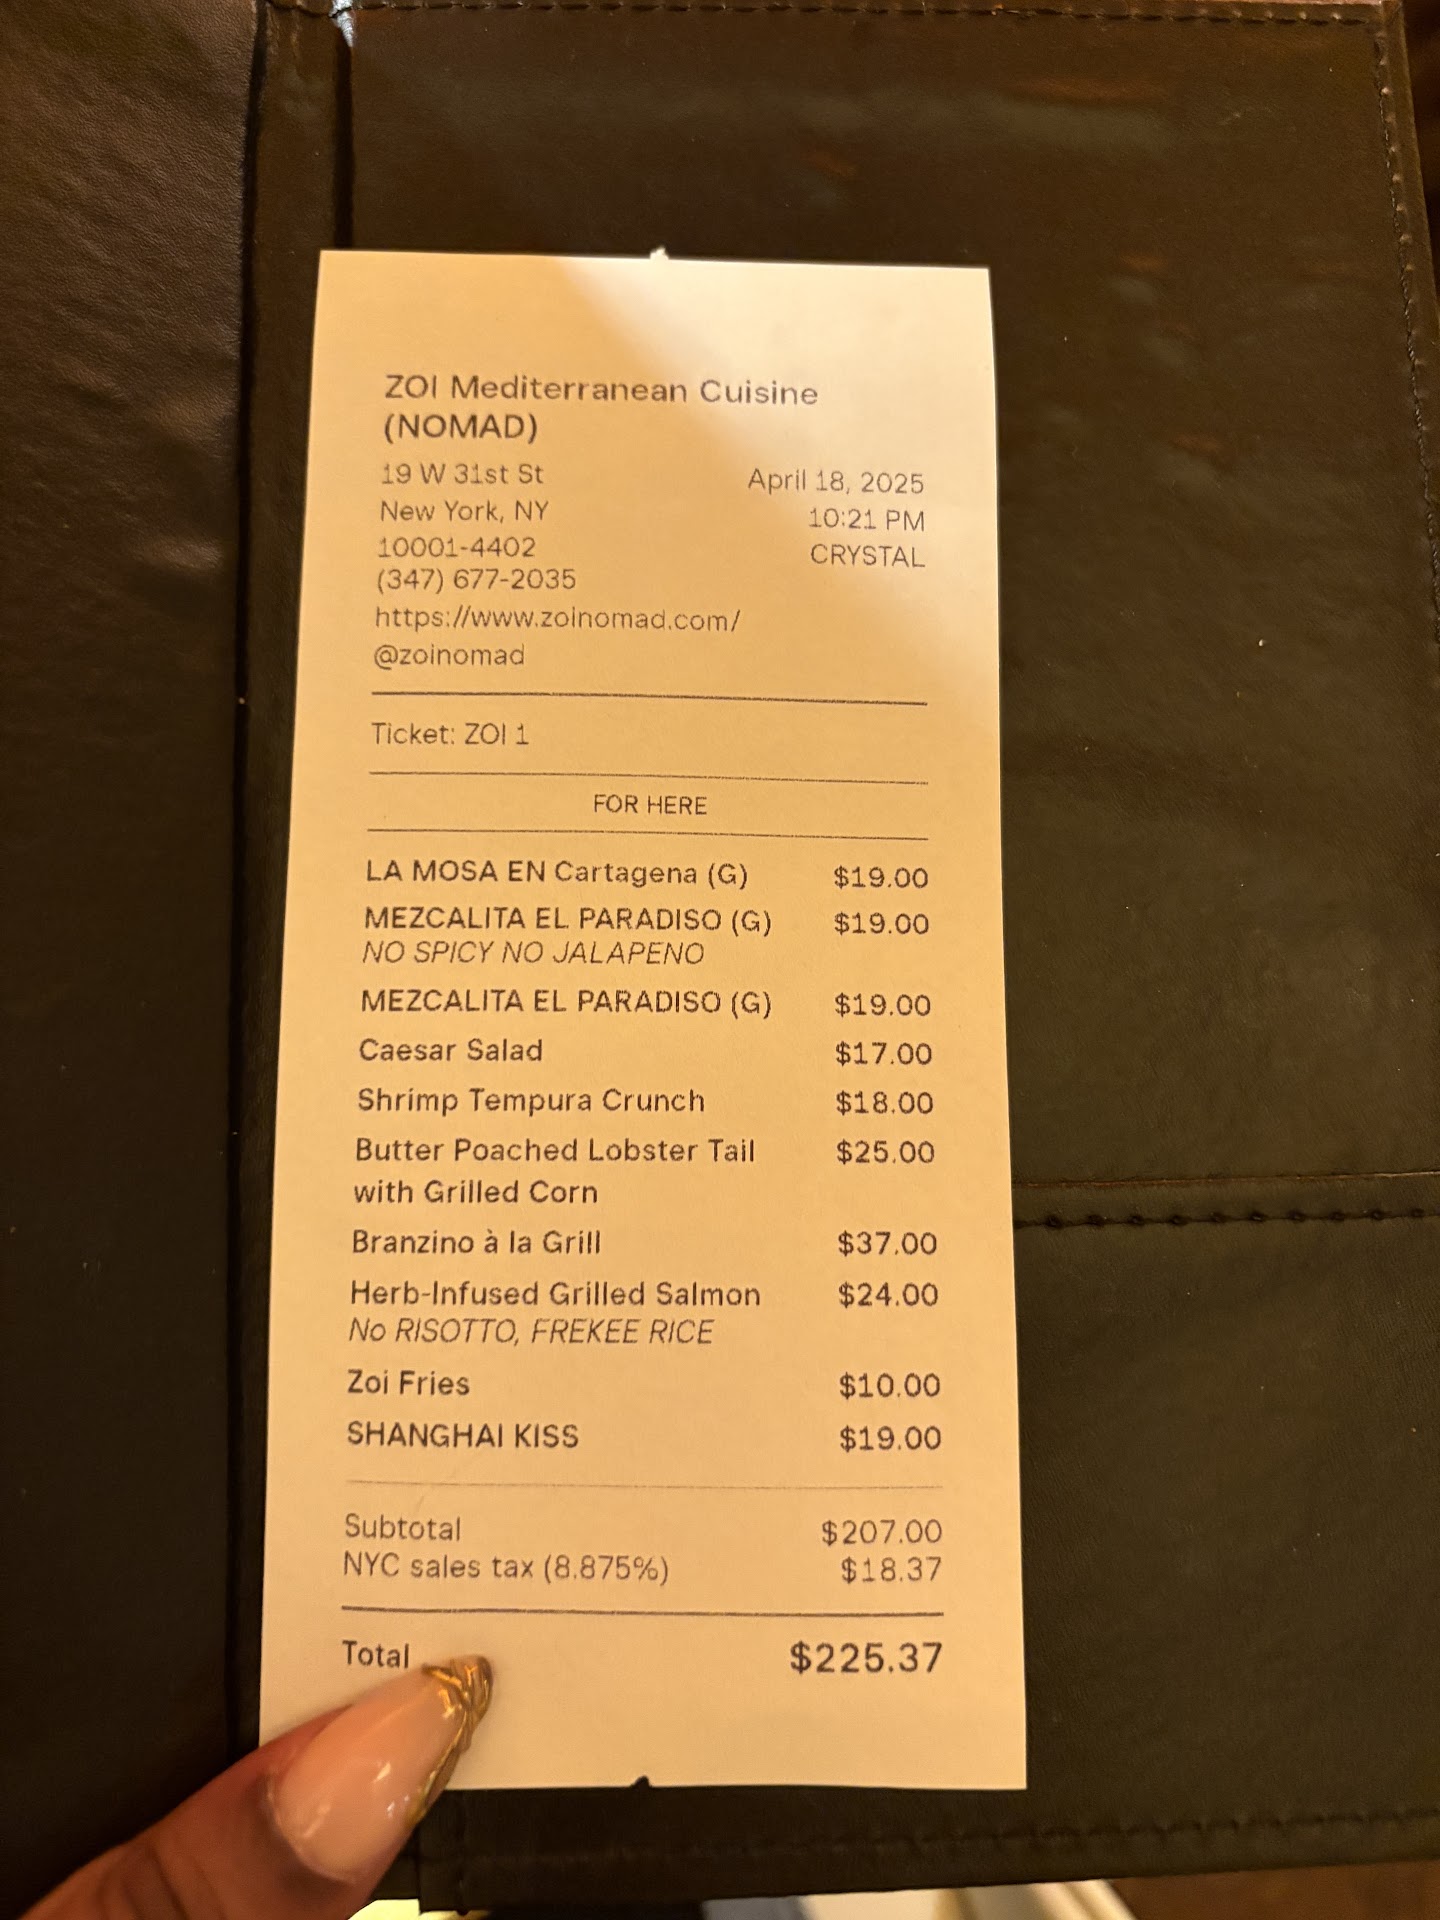 ZOI Mediterranean Cuisine
(NOMAD)
19 W 31st St
New York, NY
10001-4402
(347) 677-2035
https://www.zoinomad.com/
@zoinomad
April 18, 2025
10:21 PM
CRYSTAL
Ticket: ZOI 1
FOR HERE
LA MOSA EN Cartagena (G) $19.00
MEZCALITA EL PARADISO (G) $19.00
NO SPICY NO JALAPENO
MEZCALITA EL PARADISO (G) $19.00
Caesar Salad $17.00
Shrimp Tempura Crunch $18.00
Butter Poached Lobster Tail $25.00
with Grilled Corn
Branzino à la Grill $37.00
Herb-Infused Grilled Salmon $24.00
No RISOTTO, FREKEE RICE
Zoi Fries $10.00
SHANGHAI KISS $19.00
Subtotal $207.00
NYC sales tax (8.875%) $18.37
Total $225.37